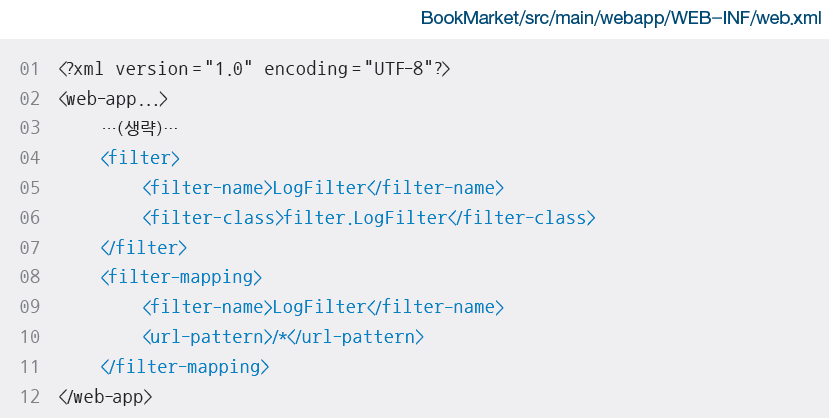 BookMarket/src/main/webapp/WEB-INF/web.xml
01 <?xml version="1.0" encoding="UTF-8"?>
02 <web-app...>
03 …(생략)…
04 <filter>
05 <filter-name>LogFilter</filter-name>
06 <filter-class>filter.LogFilter</filter-class>
07 </filter>
08 <filter-mapping>
09 <filter-name>LogFilter</filter-name>
10 <url-pattern>/*</url-pattern>
11 </filter-mapping>
12 </web-app>